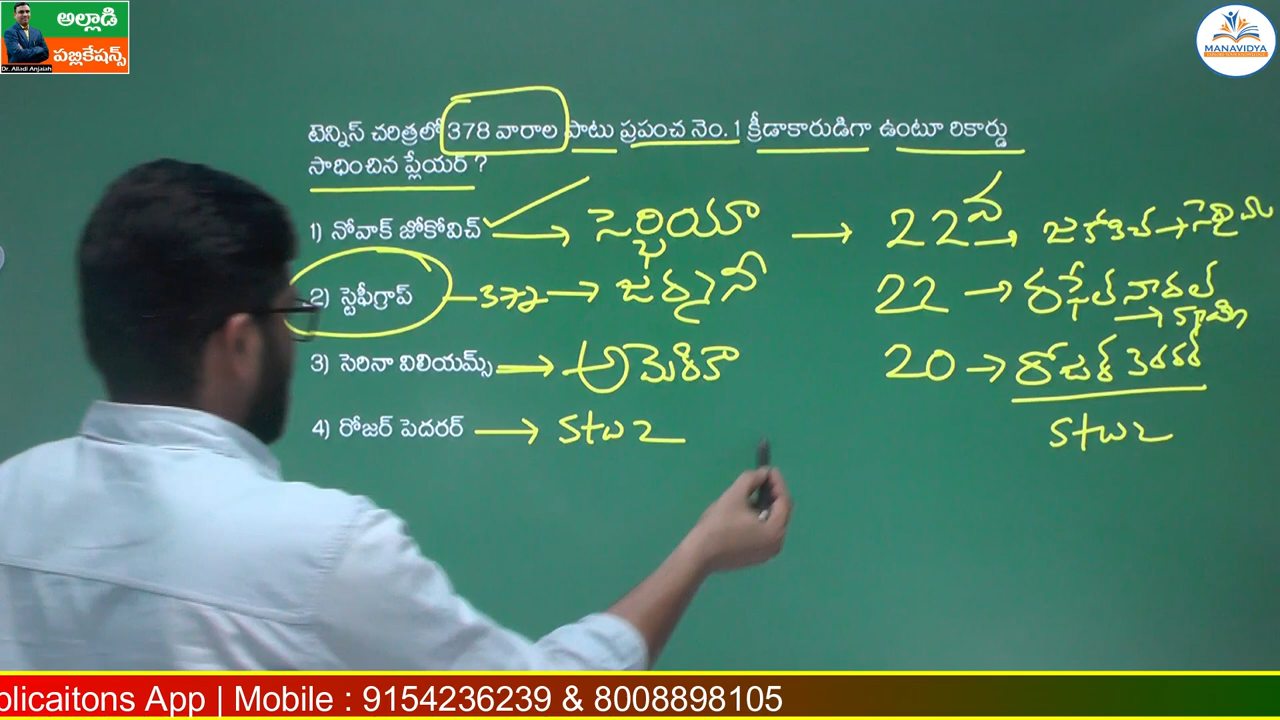 అల్లాడి
పబ్లికేషన్స్
Dr. Alladi Anjaiah
MANAVIDYA
టెన్నిస్ చరిత్రలో 378 వారాల పాటు ప్రపంచ నెం. 1 క్రీడాకారుడిగా ఉంటూ రికార్డు
సాధించిన ప్లేయర్ ?
1) నోవాక్ జోకోవిచ్ → సెర్బియా → 22వ →
2) స్టెఫీగ్రాప్ – 377 → జర్మనీ 22 → రఫేల్ నాదల్ →
3) సెరినా విలియమ్స్ → అమెరికా 20 → రోజర్ ఫెదరర్
4) రోజర్ పెదరర్ → stwz stwz
plicaitons App | Mobile : 9154236239 & 8008898105